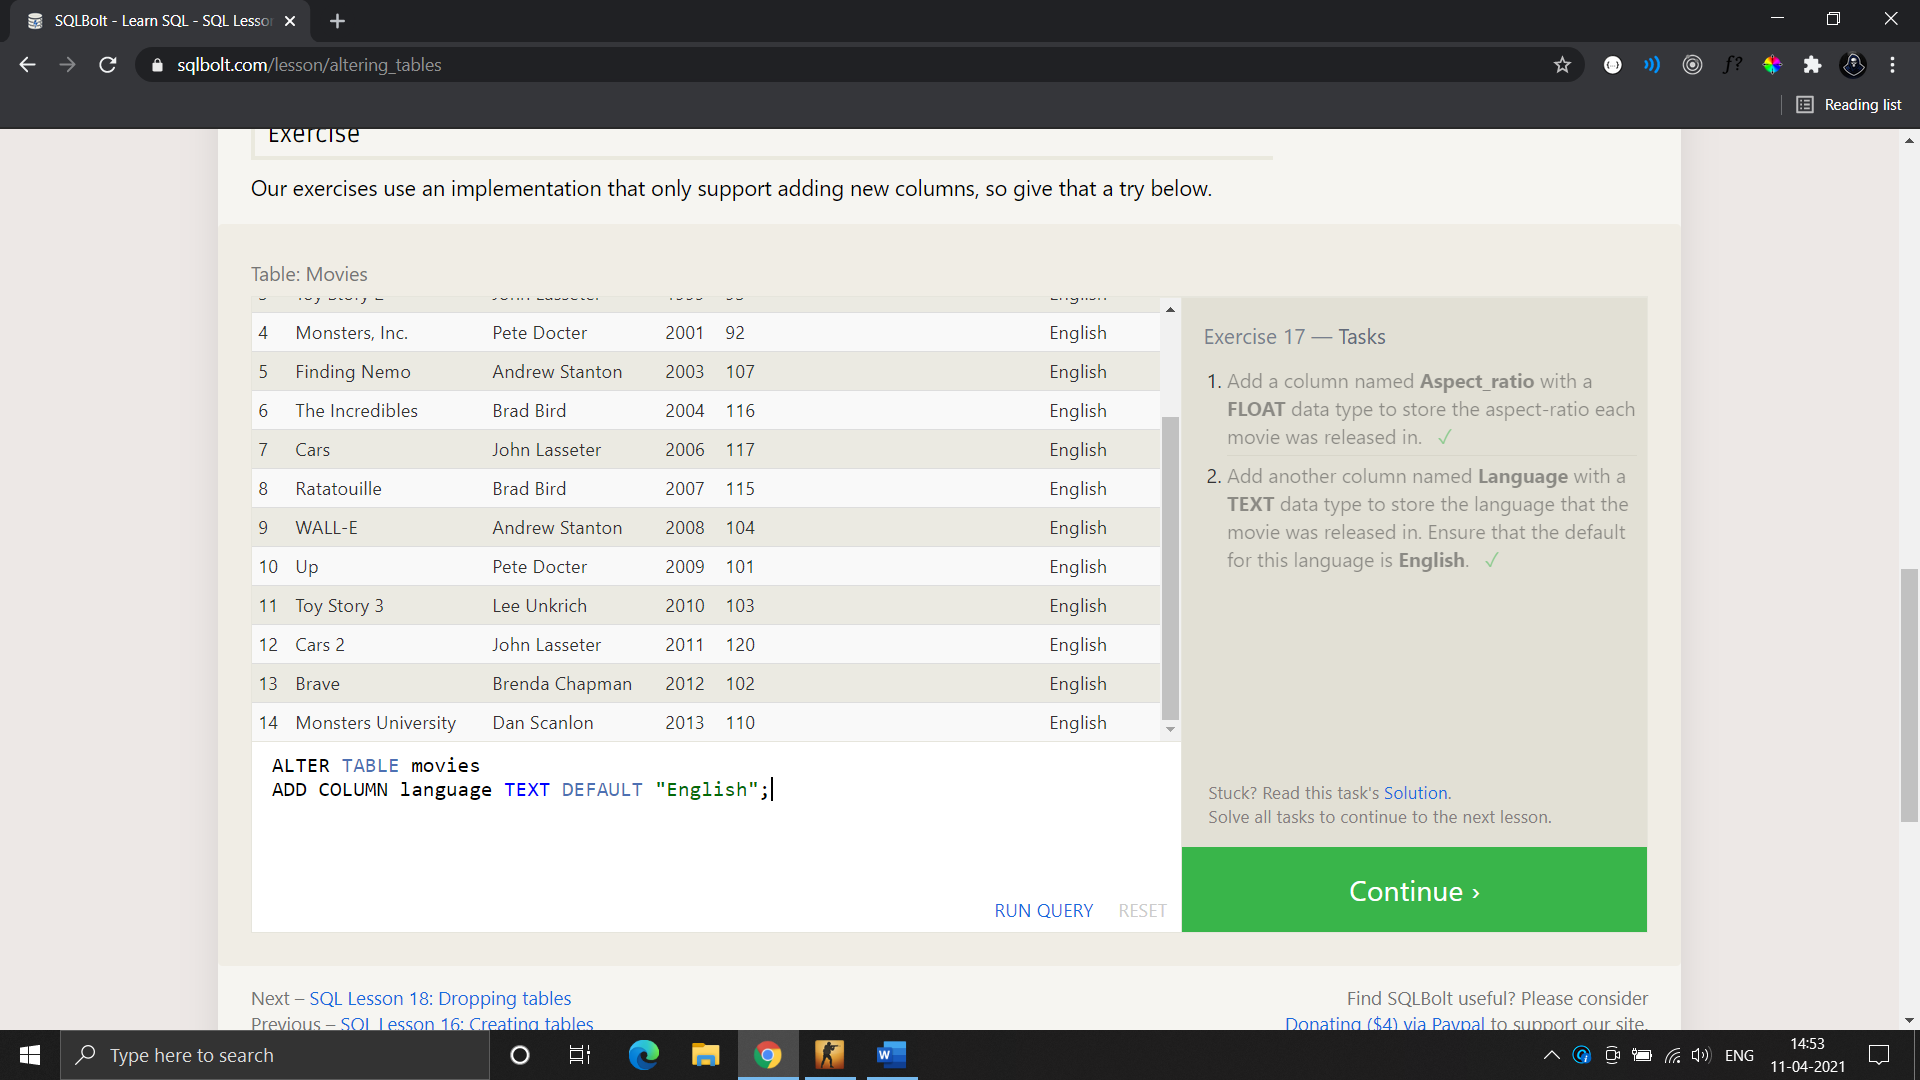 SQLBolt - Learn SQL - SQL Lesso
sqlbolt.com/lesson/altering_tables
Reading list
Exercise
Our exercises use an implementation that only support adding new columns, so give that a try below.
Table: Movies
3 Toy Story 2 John Lasseter 1999 93 English
4 Monsters, Inc. Pete Docter 2001 92 English
5 Finding Nemo Andrew Stanton 2003 107 English
6 The Incredibles Brad Bird 2004 116 English
7 Cars John Lasseter 2006 117 English
8 Ratatouille Brad Bird 2007 115 English
9 WALL-E Andrew Stanton 2008 104 English
10 Up Pete Docter 2009 101 English
11 Toy Story 3 Lee Unkrich 2010 103 English
12 Cars 2 John Lasseter 2011 120 English
13 Brave Brenda Chapman 2012 102 English
14 Monsters University Dan Scanlon 2013 110 English
ALTER TABLE movies
ADD COLUMN language TEXT DEFAULT "English";
RUN QUERY RESET
Exercise 17 — Tasks
1. Add a column named Aspect_ratio with a
FLOAT data type to store the aspect-ratio each
movie was released in. ✓
2. Add another column named Language with a
TEXT data type to store the language that the
movie was released in. Ensure that the default
for this language is English. ✓
Stuck? Read this task's Solution.
Solve all tasks to continue to the next lesson.
Continue ›
Next – SQL Lesson 18: Dropping tables
Previous – SQL Lesson 16: Creating tables
Find SQLBolt useful? Please consider
Donating ($4) via Paypal to support our site.
Type here to search
ENG
14:53
11-04-2021